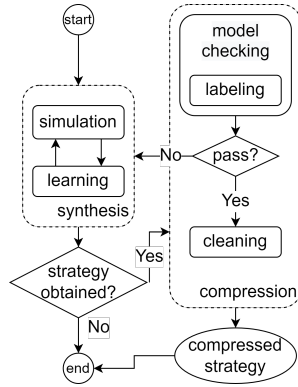 start
simulation
learning
synthesis
strategy
obtained?
Yes
No
end
model
checking
labeling
pass?
No
Yes
cleaning
compression
compressed
strategy